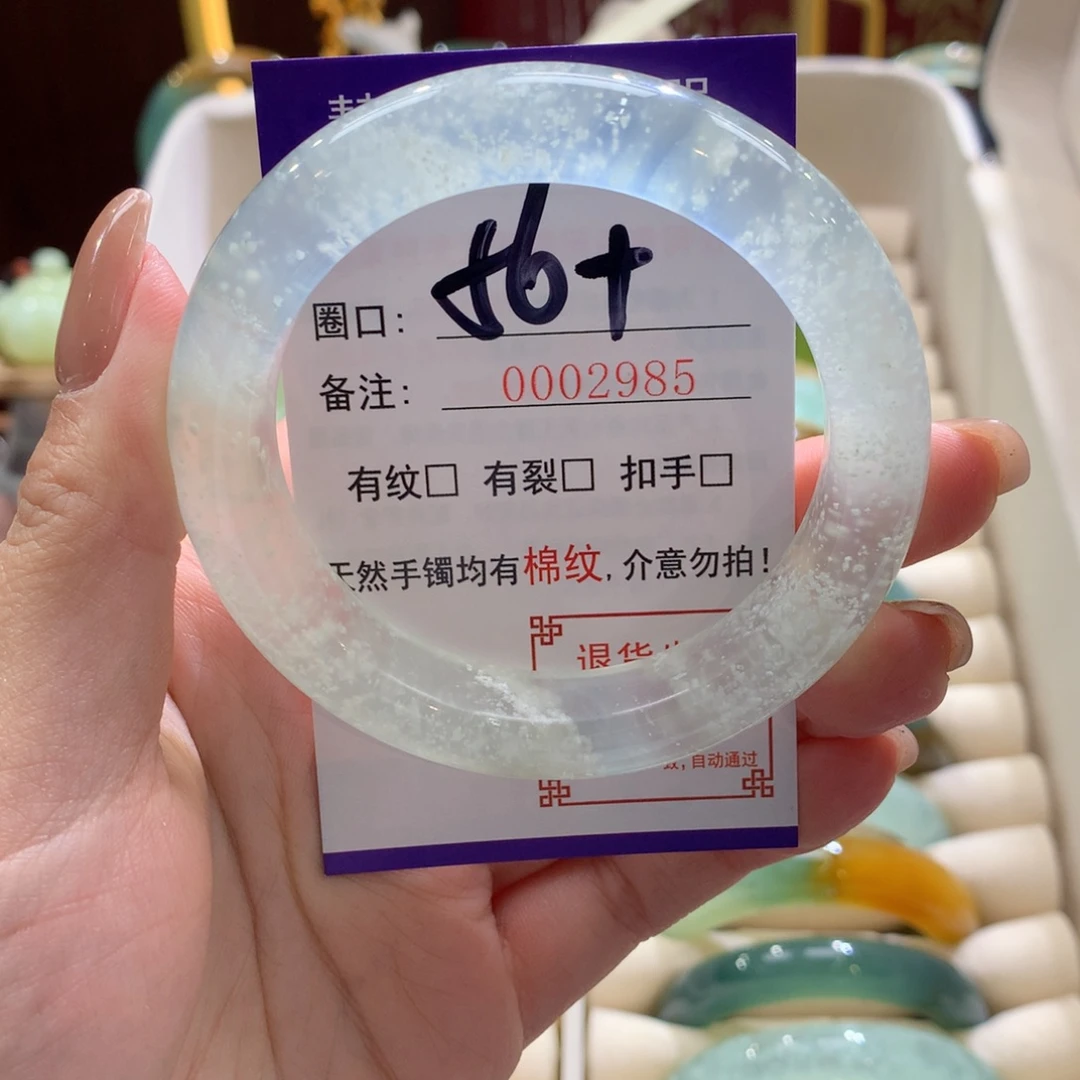 圈口: 56+
备注: 0002985
有纹□ 有裂□ 扣手□
天然手镯均有棉纹,介意勿拍!
退货
,自动通过